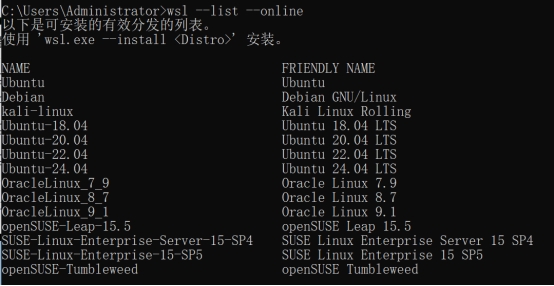 C:\Users\Administrator>wsl --list --online
以下是可安装的有效分发的列表。
使用 'wsl.exe --install <Distro>' 安装。
NAME FRIENDLY NAME
Ubuntu Ubuntu
Debian Debian GNU/Linux
kali-linux Kali Linux Rolling
Ubuntu-18.04 Ubuntu 18.04 LTS
Ubuntu-20.04 Ubuntu 20.04 LTS
Ubuntu-22.04 Ubuntu 22.04 LTS
Ubuntu-24.04 Ubuntu 24.04 LTS
OracleLinux_7_9 Oracle Linux 7.9
OracleLinux_8_7 Oracle Linux 8.7
OracleLinux_9_1 Oracle Linux 9.1
openSUSE-Leap-15.5 openSUSE Leap 15.5
SUSE-Linux-Enterprise-Server-15-SP4 SUSE Linux Enterprise Server 15 SP4
SUSE-Linux-Enterprise-15-SP5 SUSE Linux Enterprise 15 SP5
openSUSE-Tumbleweed openSUSE Tumbleweed